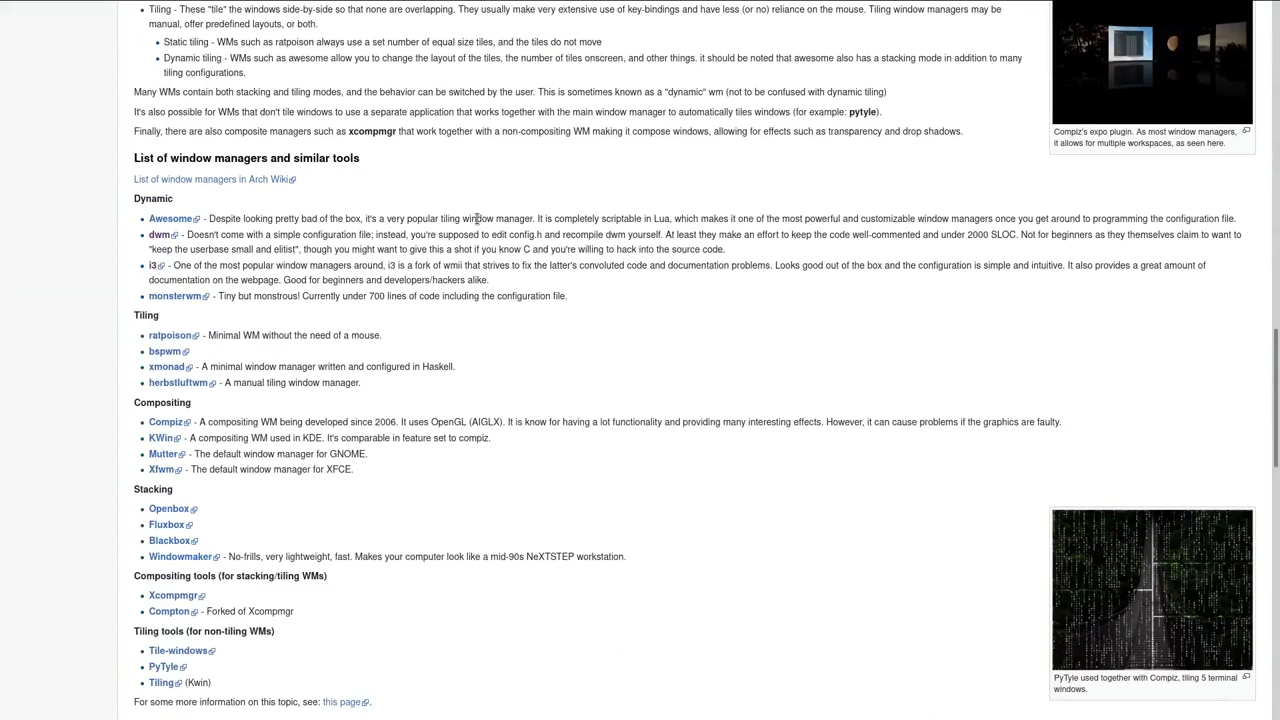 Tiling - These "tile" the windows side-by-side so that none are overlapping. They usually make very extensive use of key-bindings and have less (or no) reliance on the mouse. Tiling window managers may be
manual, offer predefined layouts, or both.
Static tiling - WMs such as ratpoison always use a set number of equal size tiles, and the tiles do not move
Dynamic tiling - WMs such as awesome allow you to change the layout of the tiles, the number of tiles onscreen, and other things. it should be noted that awesome also has a stacking mode in addition to many
tiling configurations.
Many WMs contain both stacking and tiling modes, and the behavior can be switched by the user. This is sometimes known as a "dynamic" wm (not to be confused with dynamic tiling)
It's also possible for WMs that don't tile windows to use a separate application that works together with the main window manager to automatically tiles windows (for example: pytyle).
Finally, there are also composite managers such as xcompmgr that work together with a non-compositing WM making it compose windows, allowing for effects such as transparency and drop shadows.
Compiz's expo plugin. As most window managers,
it allows for multiple workspaces, as seen here.
List of window managers and similar tools
List of window managers in Arch Wiki
Dynamic
Awesome - Despite looking pretty bad of the box, it's a very popular tiling window manager. It is completely scriptable in Lua, which makes it one of the most powerful and customizable window managers once you get around to programming the configuration file.
dwm - Doesn't come with a simple configuration file; instead, you're supposed to edit config.h and recompile dwm yourself. At least they make an effort to keep the code well-commented and under 2000 SLOC. Not for beginners as they themselves claim to want to
"keep the userbase small and elitist", though you might want to give this a shot if you know C and you're willing to hack into the source code.
i3 - One of the most popular window managers around, i3 is a fork of wmii that strives to fix the latter's convoluted code and documentation problems. Looks good out of the box and the configuration is simple and intuitive. It also provides a great amount of
documentation on the webpage. Good for beginners and developers/hackers alike.
monsterwm - Tiny but monstrous! Currently under 700 lines of code including the configuration file.
Tiling
ratpoison - Minimal WM without the need of a mouse.
bspwm
xmonad - A minimal window manager written and configured in Haskell.
herbstluftwm - A manual tiling window manager.
Compositing
Compiz - A compositing WM being developed since 2006. It uses OpenGL (AIGLX). It is know for having a lot functionality and providing many interesting effects. However, it can cause problems if the graphics are faulty.
KWin - A compositing WM used in KDE. It's comparable in feature set to compiz.
Mutter - The default window manager for GNOME.
Xfwm - The default window manager for XFCE.
Stacking
Openbox
Fluxbox
Blackbox
Windowmaker - No-frills, very lightweight, fast. Makes your computer look like a mid-90s NeXTSTEP workstation.
Compositing tools (for stacking/tiling WMs)
Xcompmgr
Compton - Forked of Xcompmgr
Tiling tools (for non-tiling WMs)
Tile-windows
PyTyle
Tiling (Kwin)
PyTyle used together with Compiz, tiling 5 terminal
windows.
For some more information on this topic, see: this page.